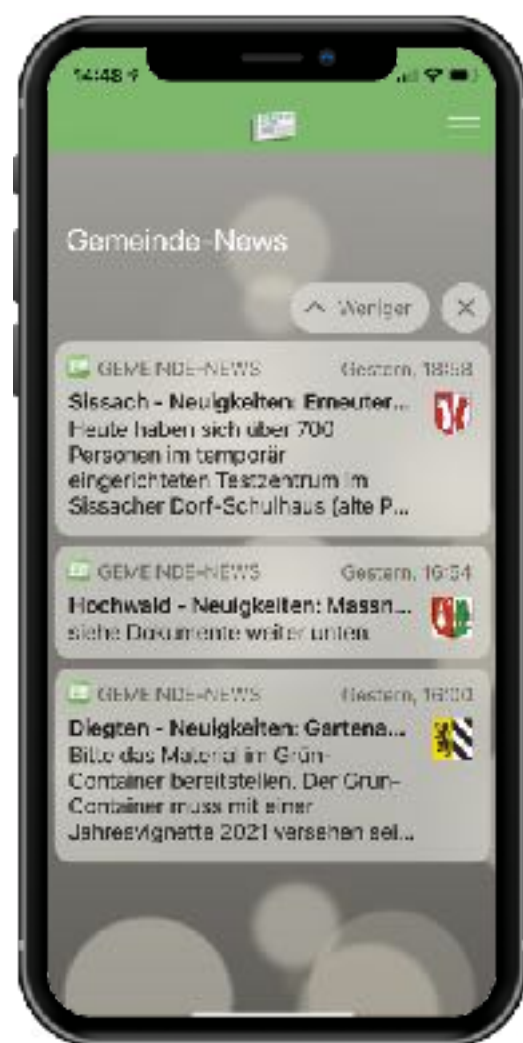 14:48
Gemeinde-News
Weniger
GEMEINDE-NEWS Gestern, 18:58
Sissach - Neuigkeiten: Erneuter...
Heute haben sich über 700
Personen im temporär
eingerichteten Testzentrum im
Sissacher Dorf-Schulhaus (alte P...
GEMEINDE-NEWS Gestern, 16:54
Hochwald - Neuigkeiten: Massn...
siehe Dokumente weiter unten
GEMEINDE-NEWS Gestern, 16:00
Diegten - Neuigkeiten: Gartena...
Bitte das Material im Grün-
Container bereitstellen. Der Grün-
Container muss mit einer
Jahresvignette 2021 versehen sei...